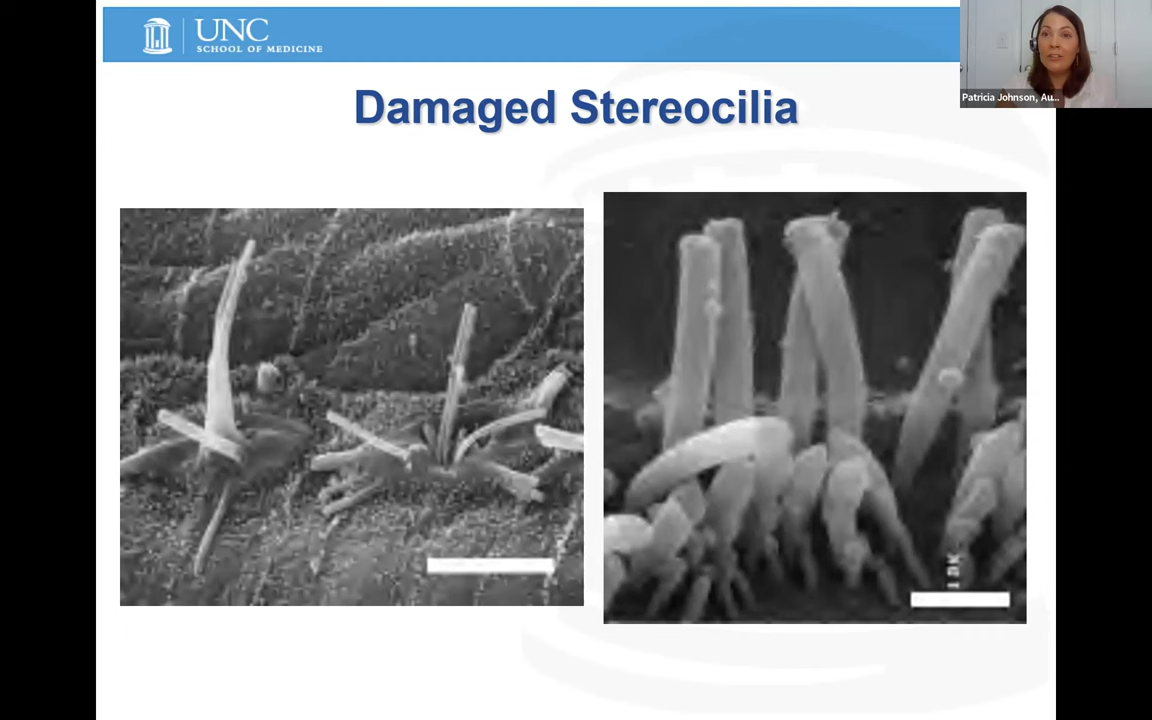 UNC
SCHOOL OF MEDICINE
Patricia Johnson, Au...
Damaged Stereocilia